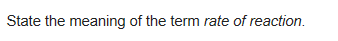 State the meaning of the term rate of reaction.